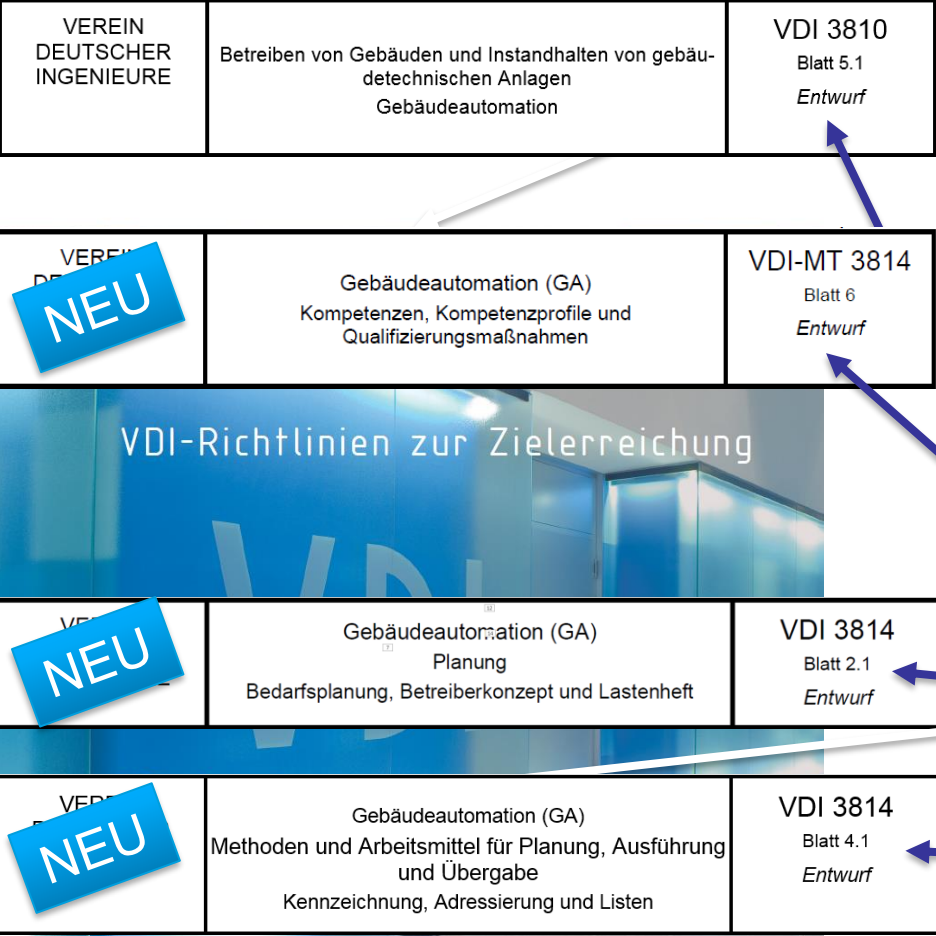 VEREIN
DEUTSCHER
INGENIEURE
Betreiben von Gebäuden und Instandhalten von gebäu-
detechnischen Anlagen
Gebäudeautomation
VDI 3810
Blatt 5.1
Entwurf
NEU
Gebäudeautomation (GA)
Kompetenzen, Kompetenzprofile und
Qualifizierungsmaßnahmen
VDI-MT 3814
Blatt 6
Entwurf
VDI-Richtlinien zur Zielerreichung
VDI
NEU
Gebäudeautomation (GA)
Planung
Bedarfsplanung, Betreiberkonzept und Lastenheft
VDI 3814
Blatt 2.1
Entwurf
NEU
Gebäudeautomation (GA)
Methoden und Arbeitsmittel für Planung, Ausführung
und Übergabe
Kennzeichnung, Adressierung und Listen
VDI 3814
Blatt 4.1
Entwurf